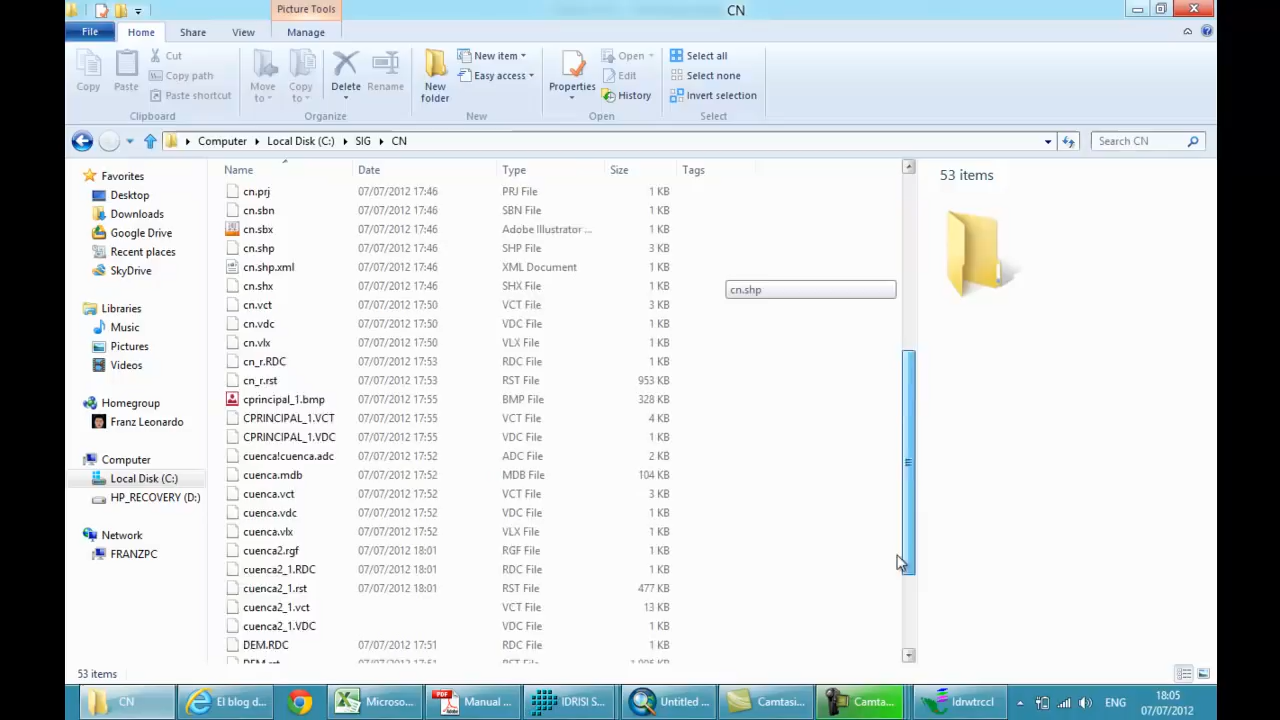 Picture Tools
CN
File Home Share View Manage
Copy
Paste
Cut
Copy path
Paste shortcut
Move to
Copy to
Delete
Rename
New folder
New item
Easy access
Properties
Open
Edit
History
Select all
Select none
Invert selection
Clipboard Organize New Open Select
Computer Local Disk (C:) SIG CN
Search CN
Favorites
Desktop
Downloads
Google Drive
Recent places
SkyDrive
Libraries
Music
Pictures
Videos
Homegroup
Franz Leonardo
Computer
Local Disk (C:)
HP_RECOVERY (D:)
Network
FRANZPC
Name Date Type Size Tags
cn.prj 07/07/2012 17:46 PRJ File 1 KB
cn.sbn 07/07/2012 17:46 SBN File 1 KB
cn.sbx 07/07/2012 17:46 Adobe Illustrator ... 1 KB
cn.shp 07/07/2012 17:46 SHP File 3 KB
cn.shp.xml 07/07/2012 17:46 XML Document 1 KB
cn.shx 07/07/2012 17:46 SHX File 1 KB
cn.vct 07/07/2012 17:50 VCT File 3 KB
cn.vdc 07/07/2012 17:50 VDC File 1 KB
cn.vlx 07/07/2012 17:50 VLX File 1 KB
cn_r.RDC 07/07/2012 17:53 RDC File 1 KB
cn_r.rst 07/07/2012 17:53 RST File 953 KB
cprincipal_1.bmp 07/07/2012 17:55 BMP File 328 KB
CPRINCIPAL_1.VCT 07/07/2012 17:55 VCT File 4 KB
CPRINCIPAL_1.VDC 07/07/2012 17:55 VDC File 1 KB
cuenca!cuenca.adc 07/07/2012 17:52 ADC File 2 KB
cuenca.mdb 07/07/2012 17:52 MDB File 104 KB
cuenca.vct 07/07/2012 17:52 VCT File 3 KB
cuenca.vdc 07/07/2012 17:52 VDC File 1 KB
cuenca.vlx 07/07/2012 17:52 VLX File 1 KB
cuenca2.rgf 07/07/2012 18:01 RGF File 1 KB
cuenca2_1.RDC 07/07/2012 18:01 RDC File 1 KB
cuenca2_1.rst 07/07/2012 18:01 RST File 477 KB
cuenca2_1.vct VCT File 13 KB
cuenca2_1.VDC VDC File 1 KB
DEM.RDC 07/07/2012 17:51 RDC File 1 KB
cn.shp
53 items
53 items
CN
El blog d...
Microso...
Manual ...
IDRISI S...
Untitled ...
Camtasi...
Camta...
Idrwtrccl
ENG
18:05
07/07/2012